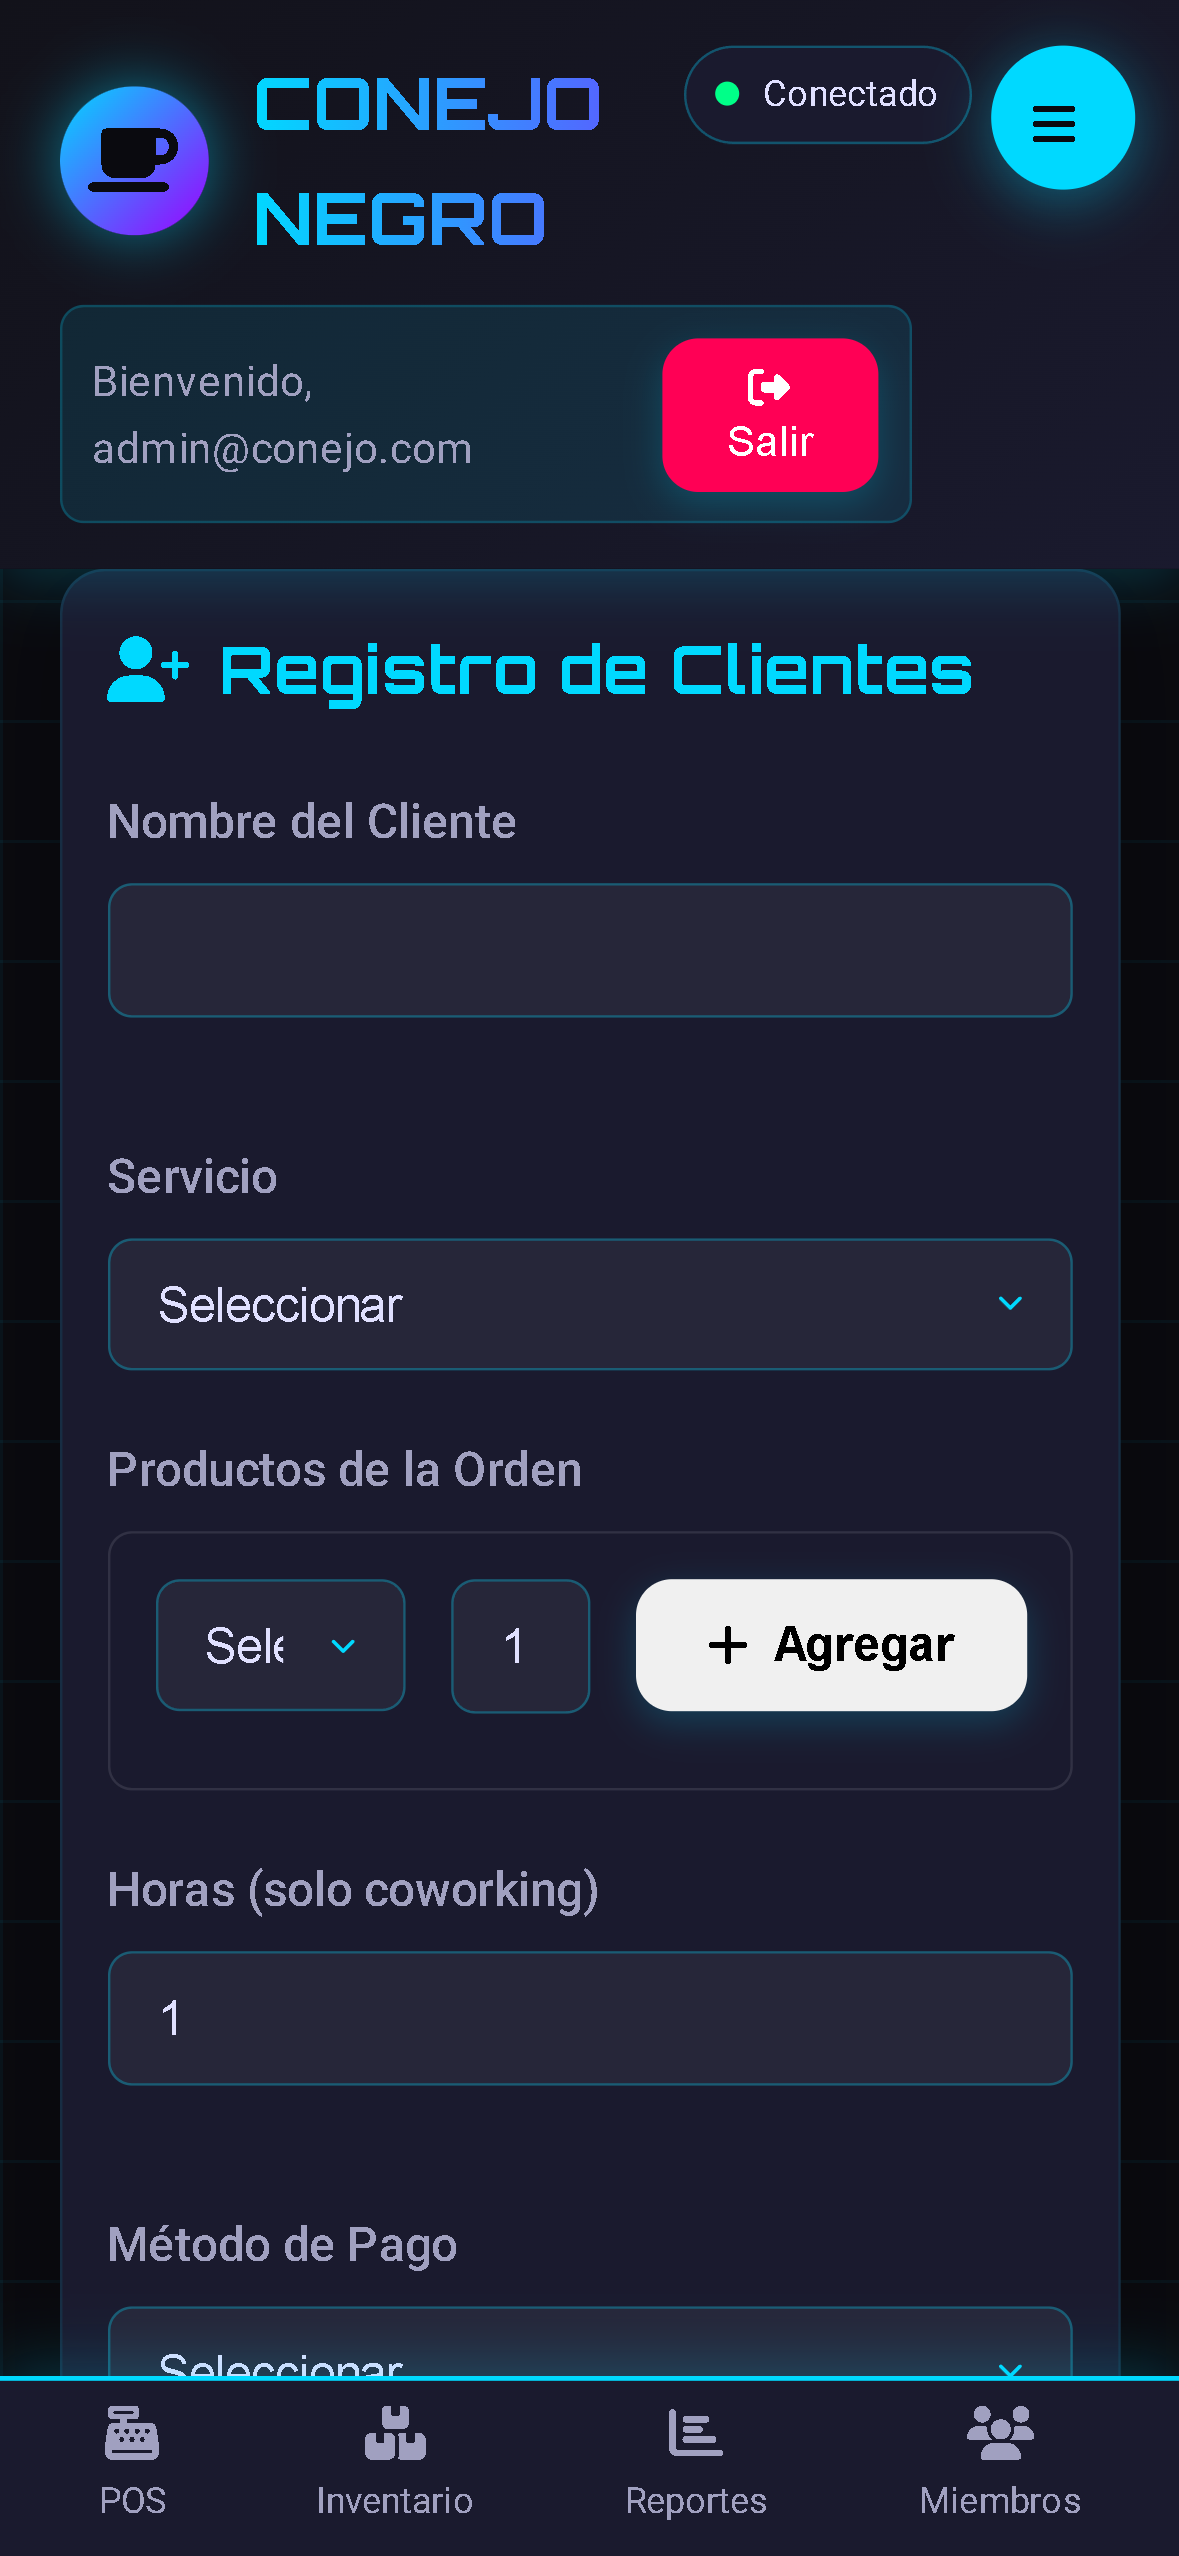 CONEJO
NEGRO
Conectado
Bienvenido,
admin@conejo.com
Salir
Registro de Clientes
Nombre del Cliente
Servicio
Seleccionar
Productos de la Orden
Sele
1
+ Agregar
Horas (solo coworking)
1
Método de Pago
Seleccionar
POS
Inventario
Reportes
Miembros